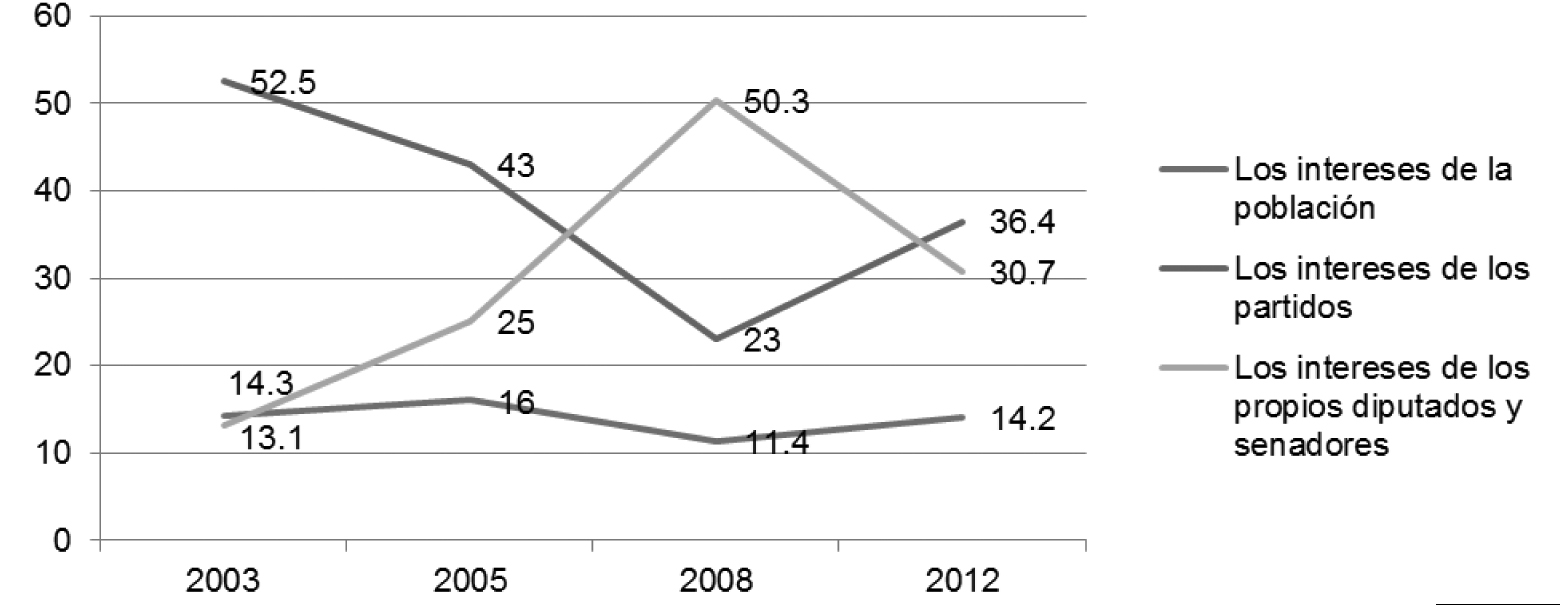 60
50
40
30
20
10
0
52.5
43
23
36.4
14.3
16
11.4
14.2
13.1
25
50.3
30.7
2003 2005 2008 2012
Los intereses de la
población
Los intereses de los
partidos
Los intereses de los
propios diputados y
senadores